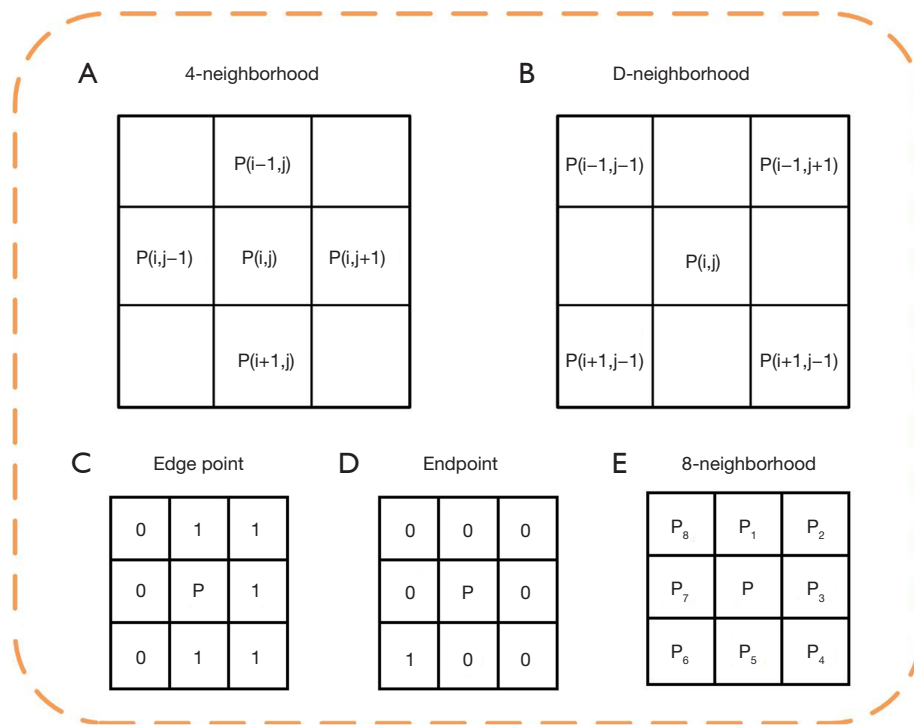 A 4-neighborhood
B D-neighborhood
P(i−1,j)
P(i,j−1) P(i,j) P(i,j+1)
P(i+1,j)
P(i−1,j−1) P(i−1,j+1)
P(i,j)
P(i+1,j−1) P(i+1,j−1)
C Edge point
0 1 1
0 P 1
0 1 1
D Endpoint
0 0 0
0 P 0
1 0 0
E 8-neighborhood
P₈ P₁ P₂
P₇ P P₃
P₆ P₅ P₄